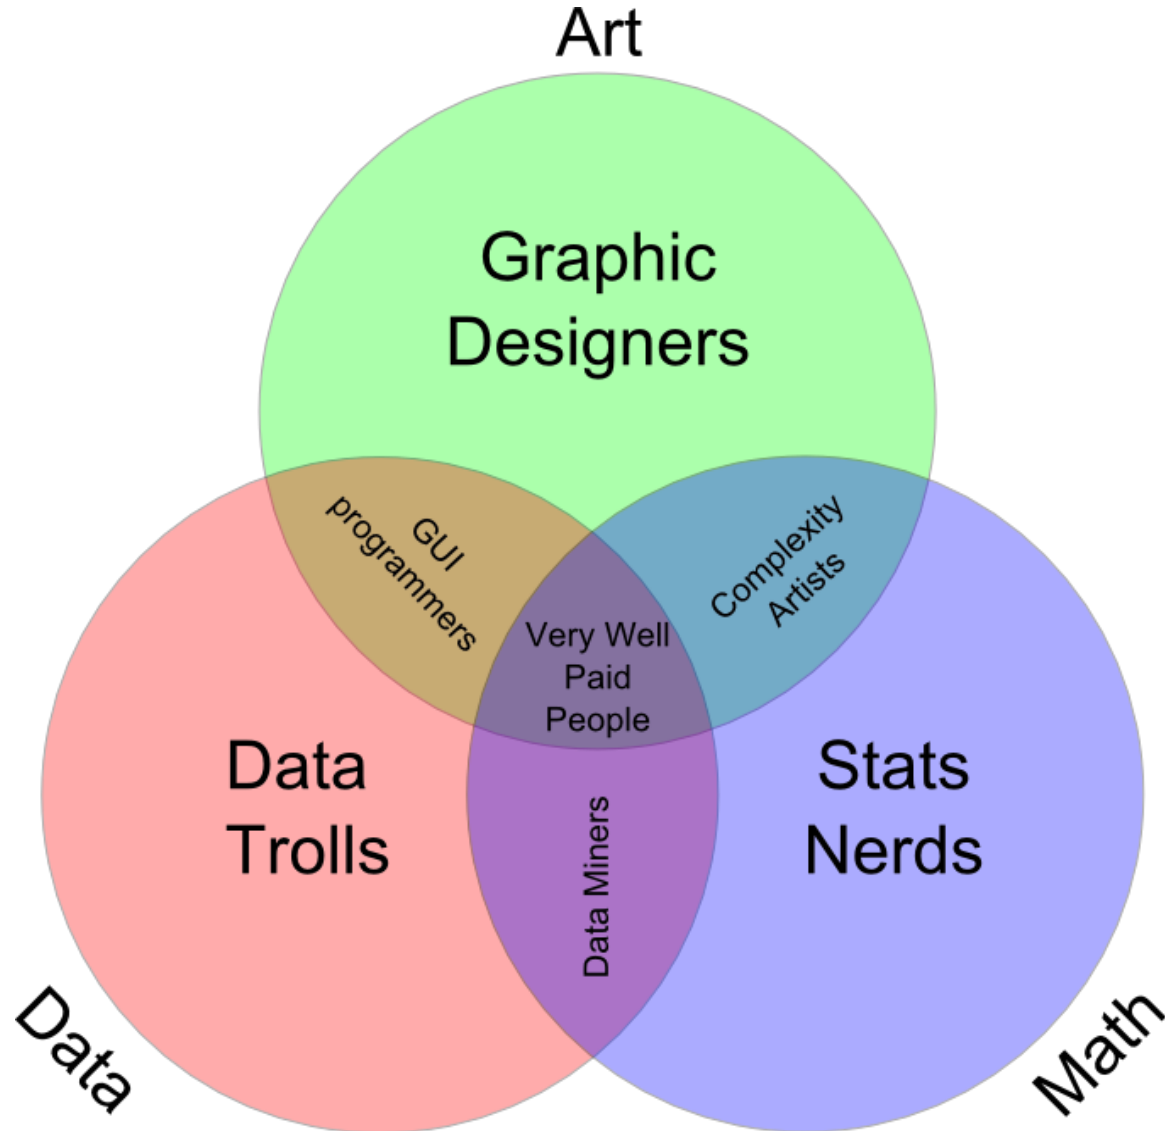 Art
Graphic
Designers
GUI
programmers
Complexity
Artists
Very Well
Paid
People
Data
Trolls
Stats
Nerds
Data Miners
Data
Math